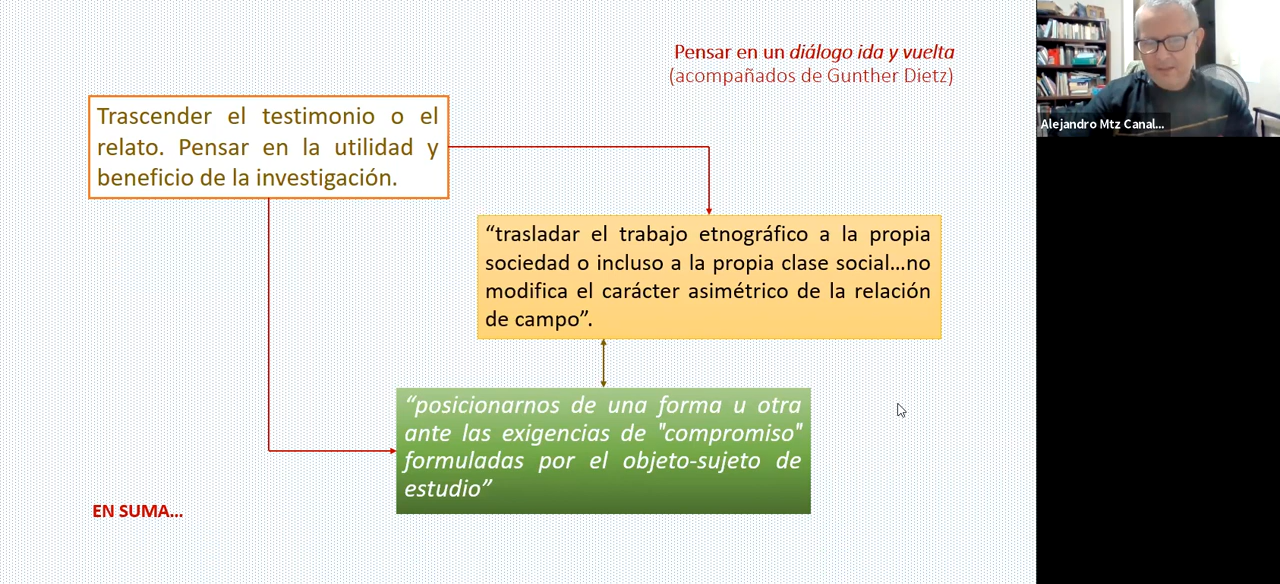 Pensar en un diálogo ida y vuelta
(acompañados de Gunther Dietz)
Trascender el testimonio o el
relato. Pensar en la utilidad y
beneficio de la investigación.
“trasladar el trabajo etnográfico a la propia
sociedad o incluso a la propia clase social…no
modifica el carácter asimétrico de la relación
de campo”.
“posicionarnos de una forma u otra
ante las exigencias de "compromiso"
formuladas por el objeto-sujeto de
estudio”
EN SUMA…
Alejandro Mtz Canal...